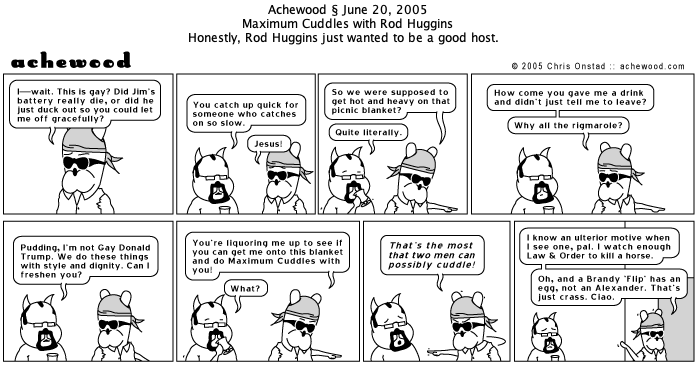 Achewood § June 20, 2005
Maximum Cuddles with Rod Huggins
Honestly, Rod Huggins just wanted to be a good host.
achewood
© 2005 Chris Onstad :: achewood.com
I—wait. This is gay? Did Jim's
battery really die, or did he
just duck out so you could let
me off gracefully?
You catch up quick for
someone who catches
on so slow.
Jesus!
So we were supposed to
get hot and heavy on that
picnic blanket?
Quite literally.
How come you gave me a drink
and didn't just tell me to leave?
Why all the rigmarole?
Pudding, I'm not Gay Donald
Trump. We do these things
with style and dignity. Can I
freshen you?
You're liquoring me up to see if
you can get me onto this blanket
and do Maximum Cuddles with
you!
What?
That's the most
that two men can
possibly cuddle!
I know an ulterior motive when
I see one, pal. I watch enough
Law & Order to kill a horse.
Oh, and a Brandy 'Flip' has an
egg, not an Alexander. That's
just crass. Ciao.